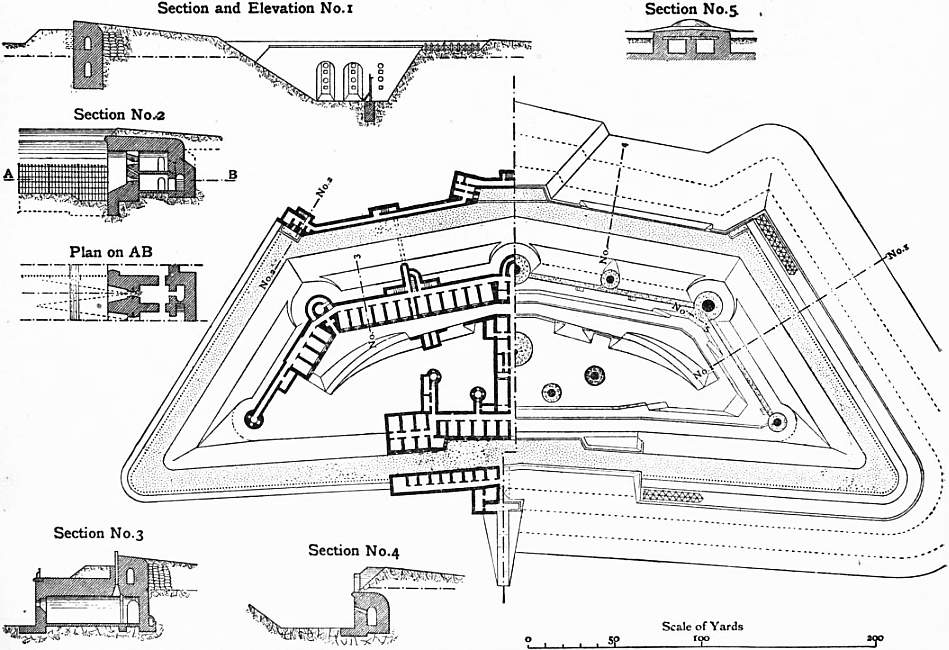 Section and Elevation No.1
Section No.5.
Section No.2
A
B
Plan on AB
No.2
No.2
No
3
No
4
No.5
No
3
No
Section No.3
Section No.4
Scale of Yards
0
50
100
200